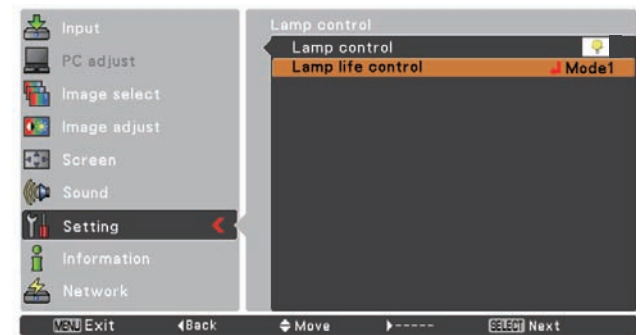 Input
PC adjust
Image select
Image adjust
Screen
Sound
Setting
Information
Network
Lamp control
Lamp control
Lamp life control Mode1
MENU Exit Back Move ----- SELECT Next